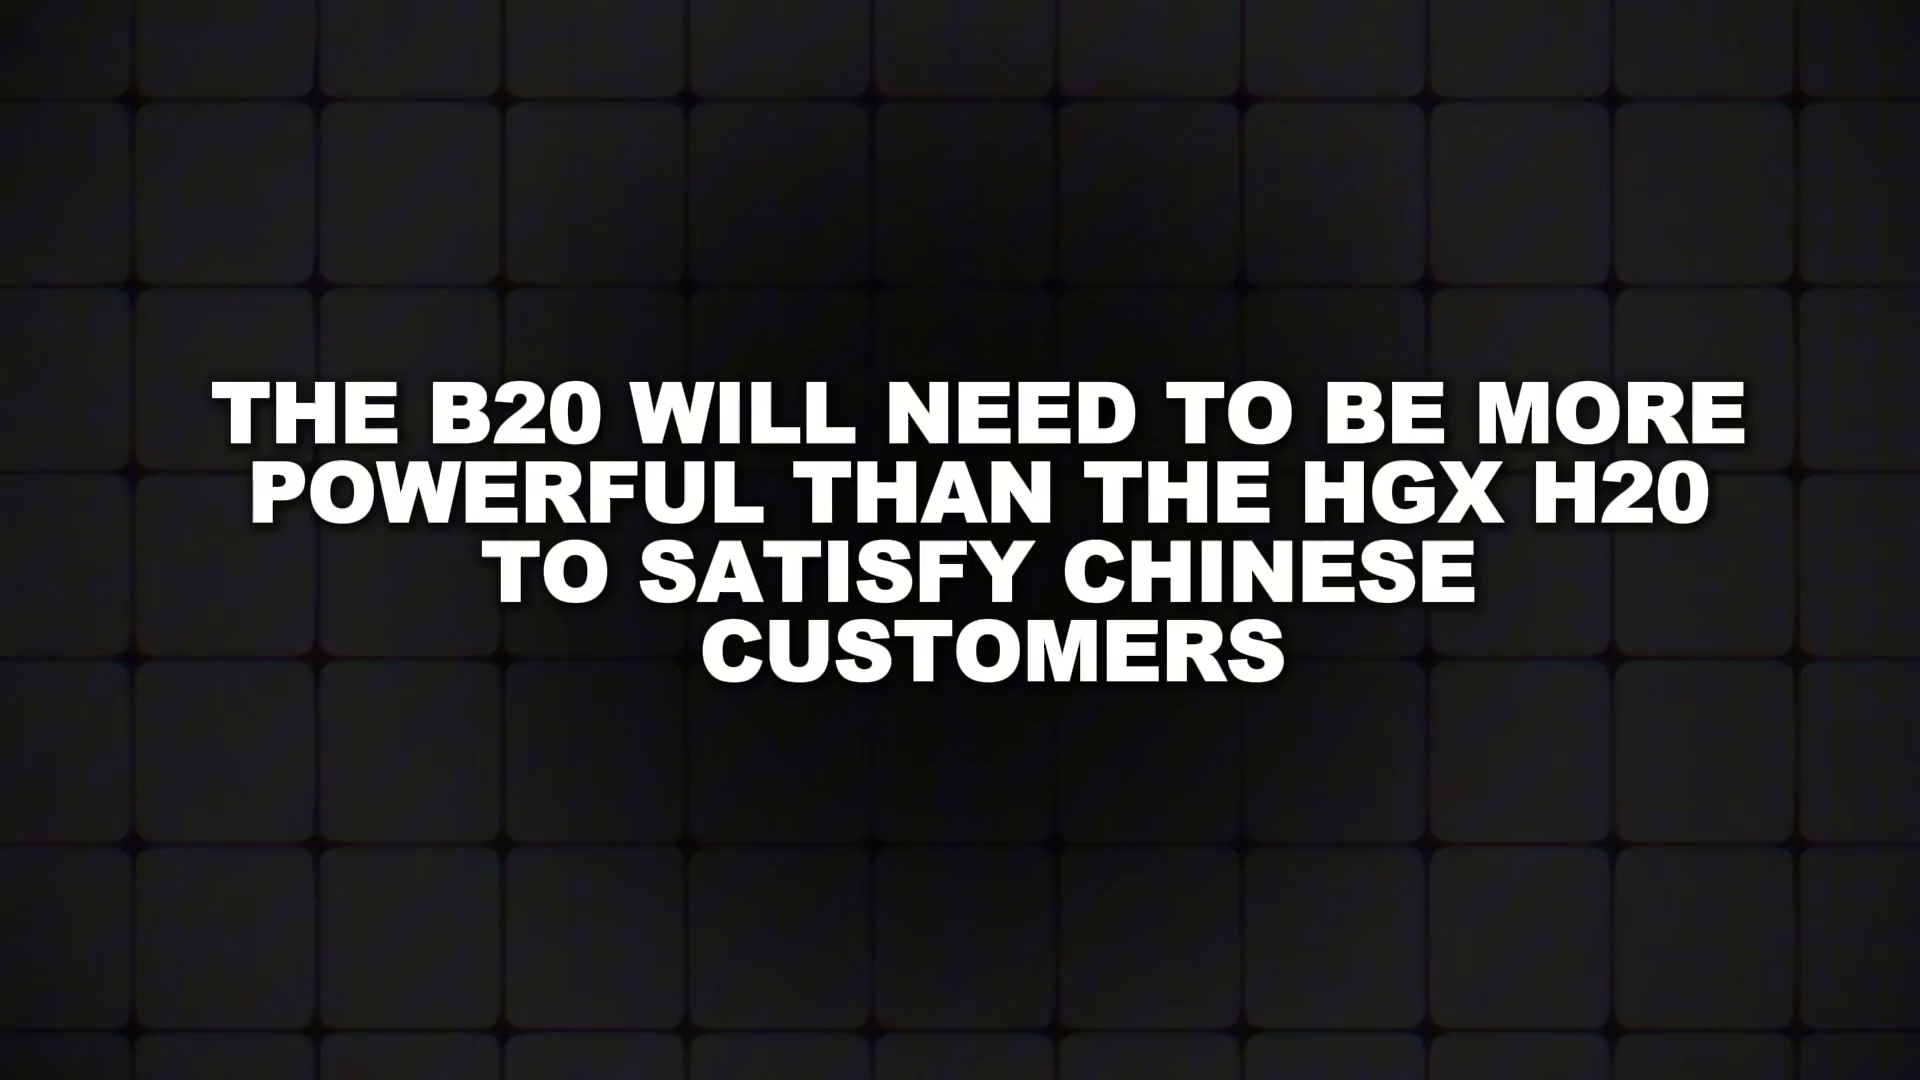 THE B20 WILL NEED TO BE MORE
POWERFUL THAN THE HGX H20
TO SATISFY CHINESE
CUSTOMERS